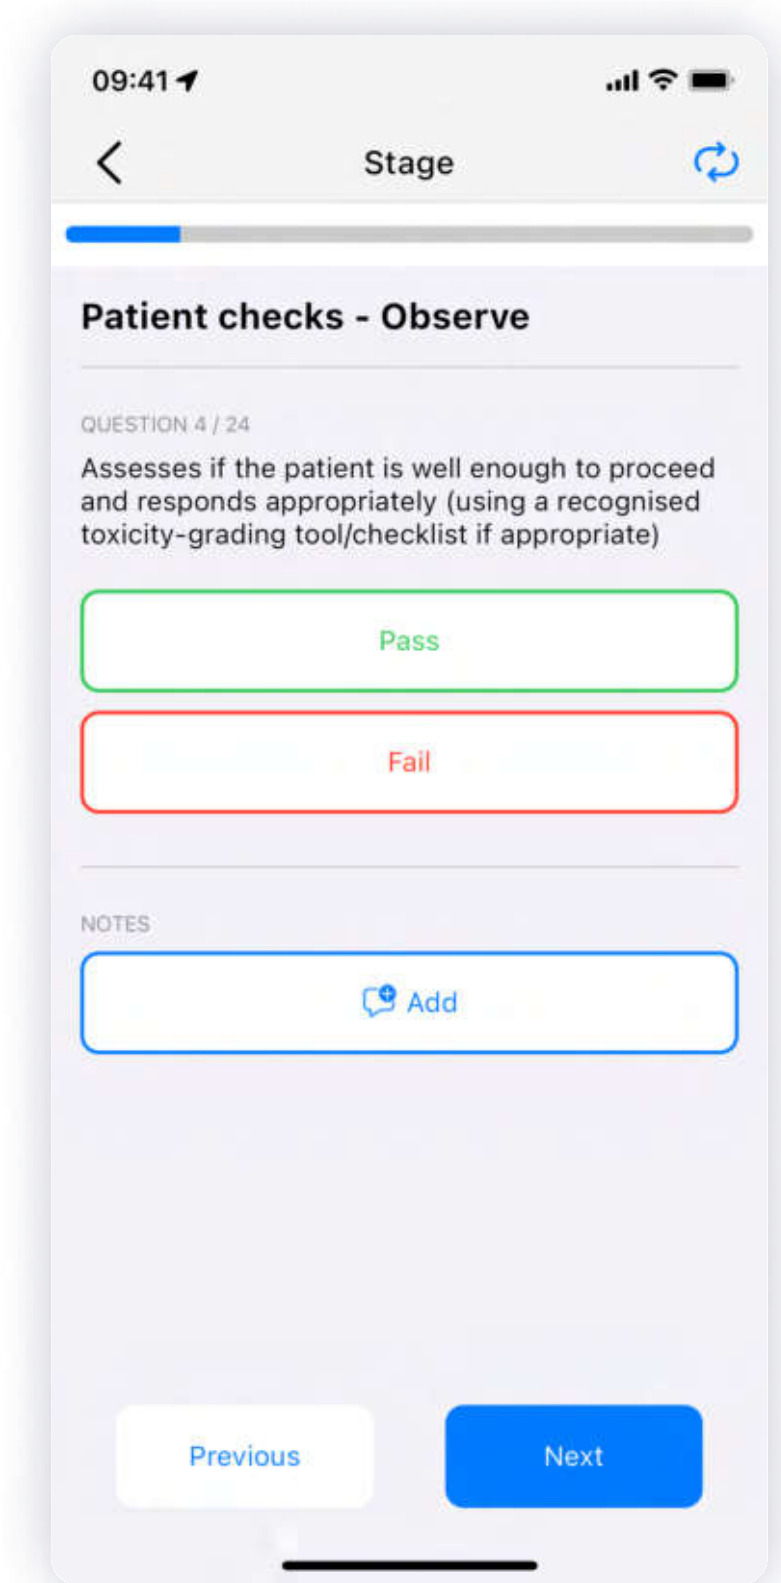 09:41
Stage
Patient checks - Observe
QUESTION 4 / 24
Assesses if the patient is well enough to proceed
and responds appropriately (using a recognised
toxicity-grading tool/checklist if appropriate)
Pass
Fail
NOTES
Add
Previous
Next